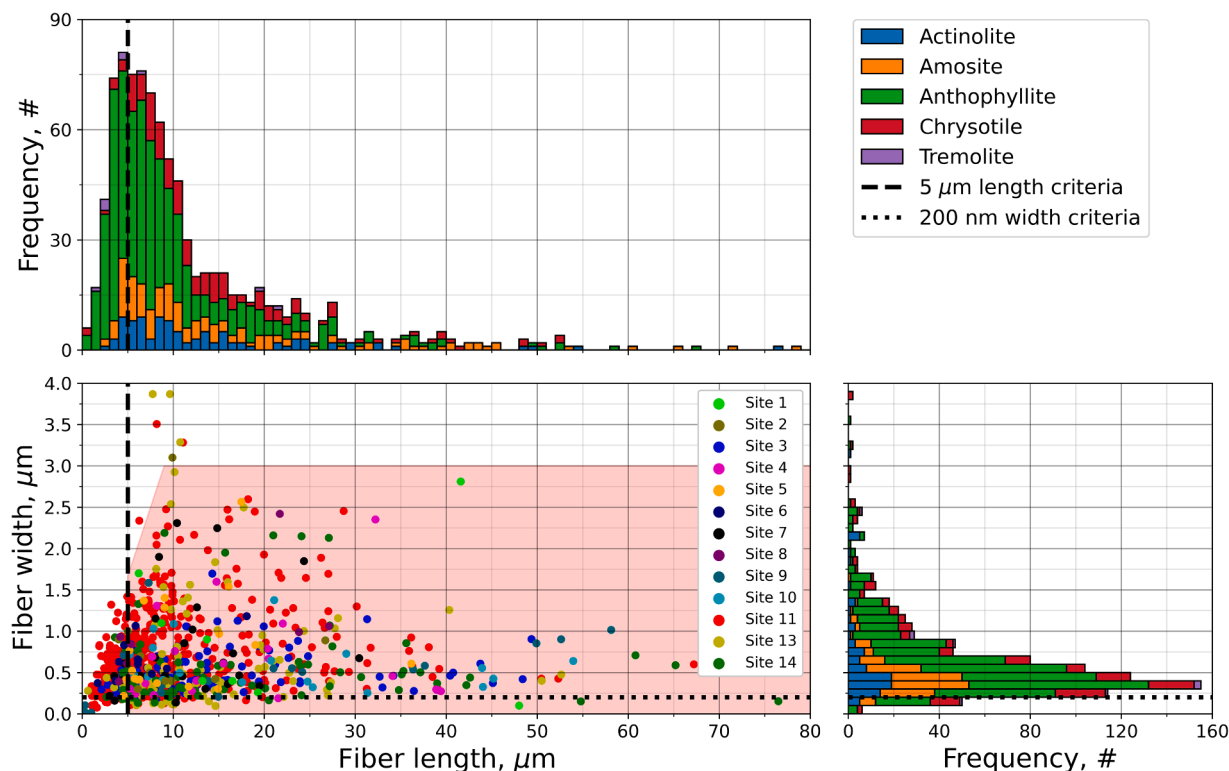 90
60
30
0
Frequency, #
Actinolite
Amosite
Anthophyllite
Chrysotile
Tremolite
5 μm length criteria
200 nm width criteria
4.0
3.5
3.0
2.5
2.0
1.5
1.0
0.5
0.0
Fiber width, μm
Site 1
Site 2
Site 3
Site 4
Site 5
Site 6
Site 7
Site 8
Site 9
Site 10
Site 11
Site 13
Site 14
0 10 20 30 40 50 60 70 80
Fiber length, μm
0 40 80 120 160
Frequency, #